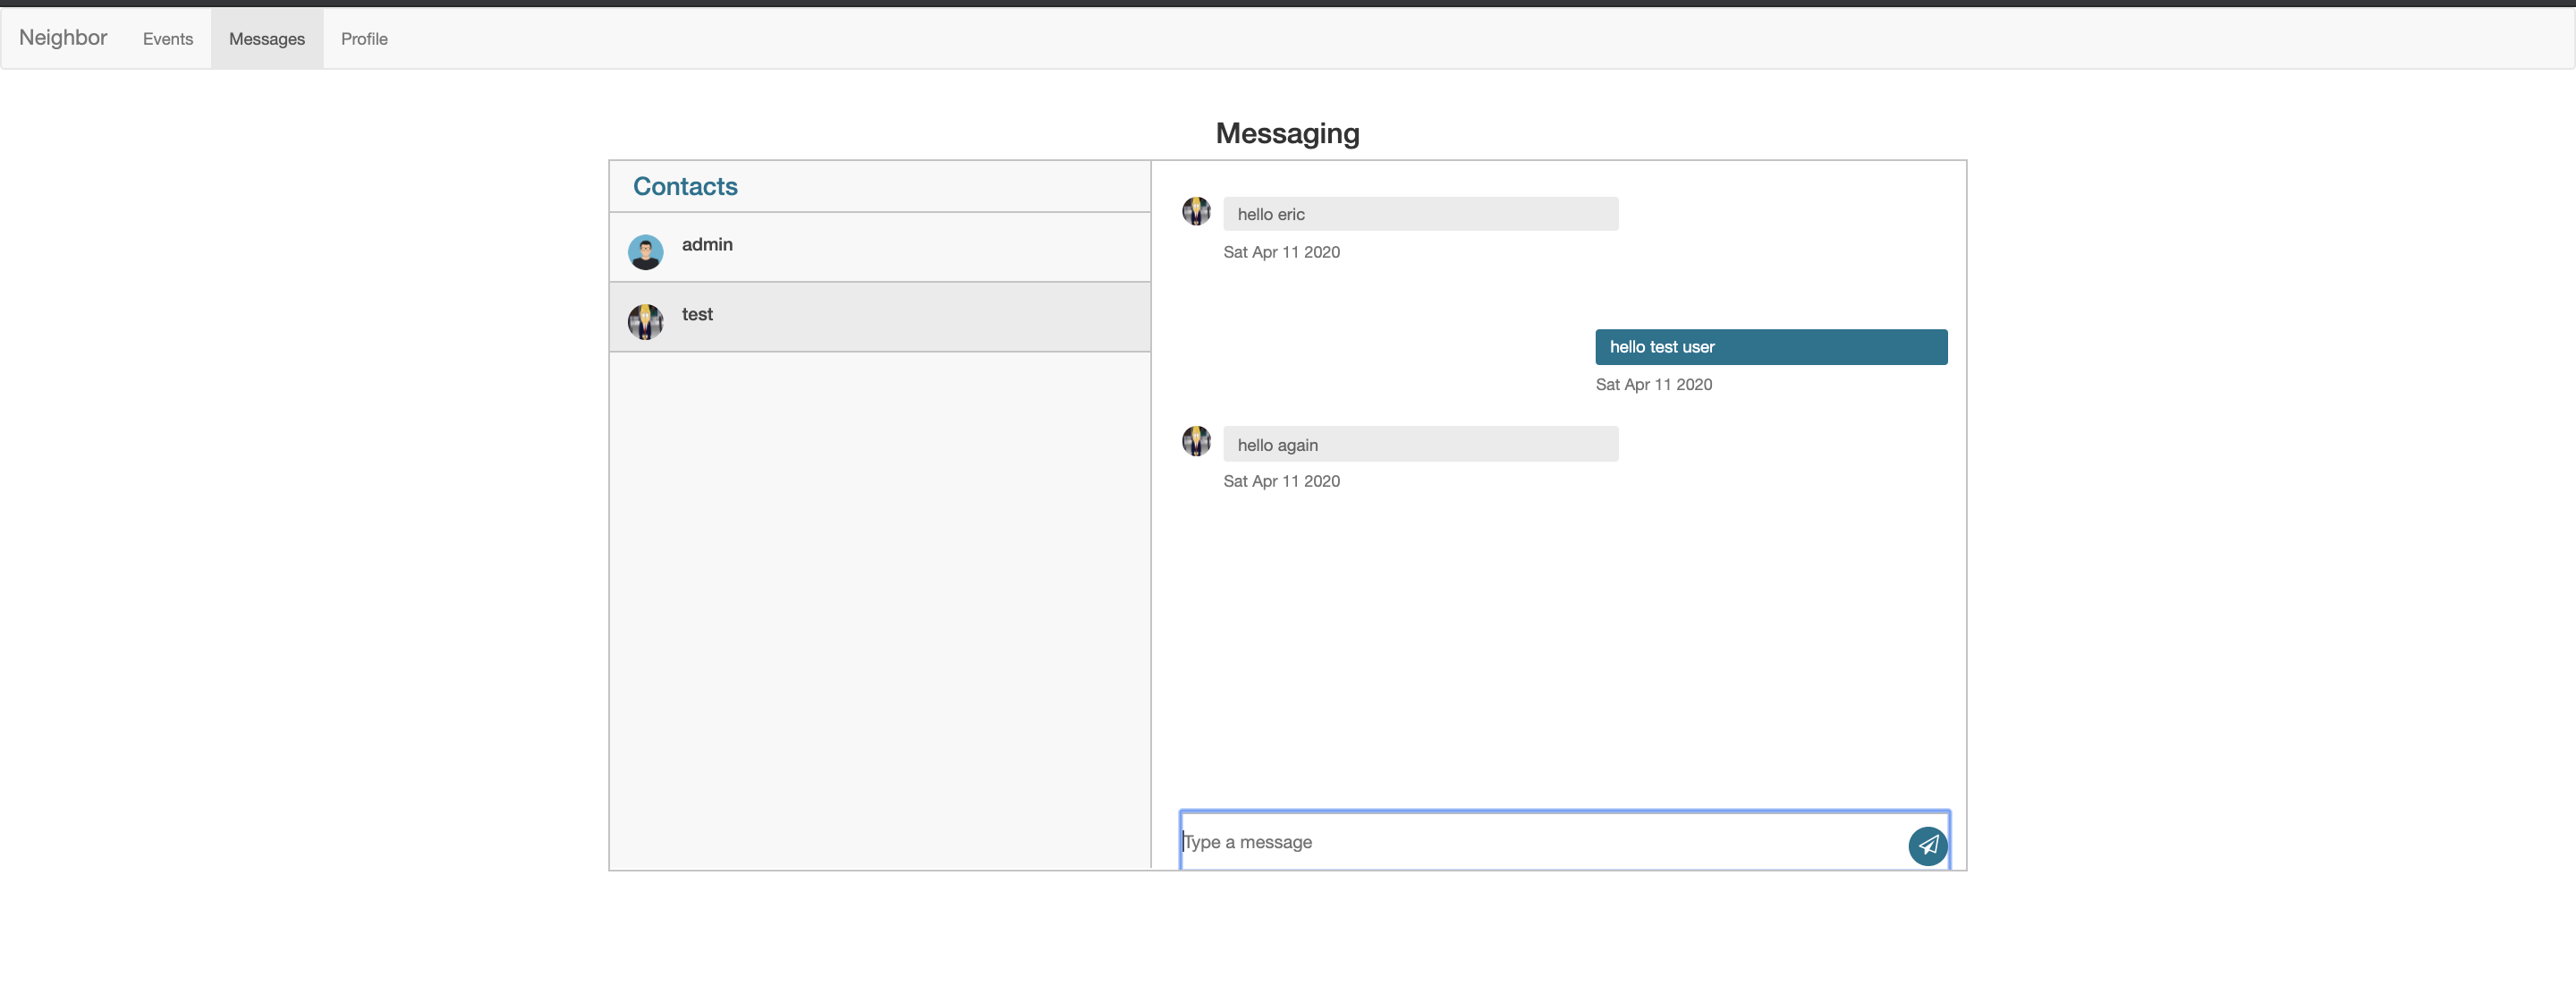 Neighbor Events Messages Profile
Messaging
Contacts
admin
test
hello eric
Sat Apr 11 2020
hello test user
Sat Apr 11 2020
hello again
Sat Apr 11 2020
Type a message